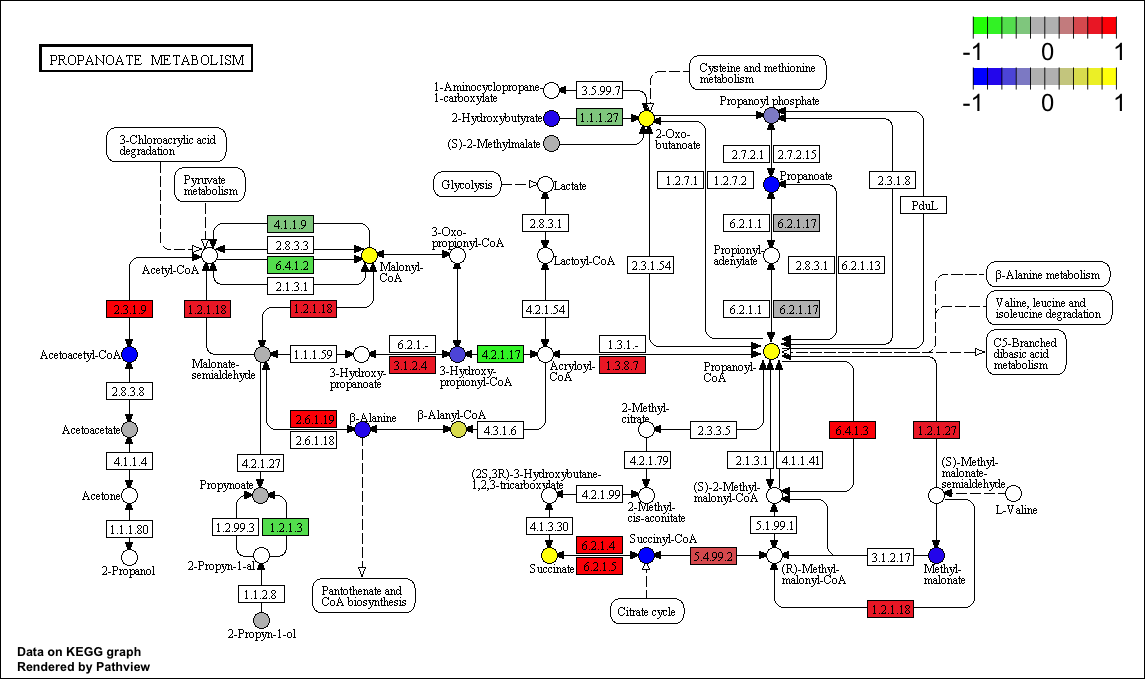 PROPANOATE METABOLISM
-1 0 1
-1 0 1
Cysteine and methionine
metabolism
1-Aminocyclopropane-
1-carboxylate
3.5.99.7
Propanoyl phosphate
2-Hydroxybutyrate
1.1.1.27
2-Oxo-
butanoate
(S)-2-Methylmalate
3-Chloroacrylic acid
degradation
2.7.2.1
2.7.2.15
Pyruvate
metabolism
Glycolysis
Lactate
1.2.7.1
1.2.7.2
Propanoate
2.3.1.8
PduL
4.1.1.9
2.8.3.1
6.2.1.1
6.2.1.17
2.8.3.3
3-Oxo-
propionyl-CoA
Acetyl-CoA
6.4.1.2
Malonyl-
CoA
Lactoyl-CoA
2.3.1.54
Propionyl-
adenylate
2.8.3.1
6.2.1.13
2.1.3.1
β-Alanine metabolism
2.3.1.9
1.2.1.18
1.2.1.18
4.2.1.54
6.2.1.1
6.2.1.17
Valine, leucine and
isoleucine degradation
Acetoacetyl-CoA
Malonate-
semialdehyde
1.1.1.59
3-Hydroxy-
propanoate
6.2.1.-
3.1.2.4
3-Hydroxy-
propionyl-CoA
4.2.1.17
Acryloyl-
CoA
1.3.1.-
1.3.8.7
Propanoyl-
CoA
C5-Branched
dibasic acid
metabolism
2.8.3.8
Acetoacetate
2.6.1.19
2.6.1.18
β-Alanine
β-Alanyl-CoA
4.3.1.6
2-Methyl-
citrate
2.3.3.5
6.4.1.3
1.2.1.27
4.1.1.4
4.2.1.27
4.2.1.79
2.1.3.1
4.1.1.41
Acetone
Propynoate
(2S,3R)-3-Hydroxybutane-
1,2,3-tricarboxylate
4.2.1.99
2-Methyl-
cis-aconitate
(S)-2-Methyl-
malonyl-CoA
(S)-Methyl-
malonate-
semialdehyde
L-Valine
1.1.1.80
1.2.99.3
1.2.1.3
4.1.3.30
5.1.99.1
2-Propanol
2-Propyn-1-al
Succinate
6.2.1.4
6.2.1.5
Succinyl-CoA
5.4.99.2
(R)-Methyl-
malonyl-CoA
3.1.2.17
Methyl-
malonate
1.1.2.8
Pantothenate and
CoA biosynthesis
Citrate cycle
1.2.1.18
2-Propyn-1-ol
Data on KEGG graph
Rendered by Pathview